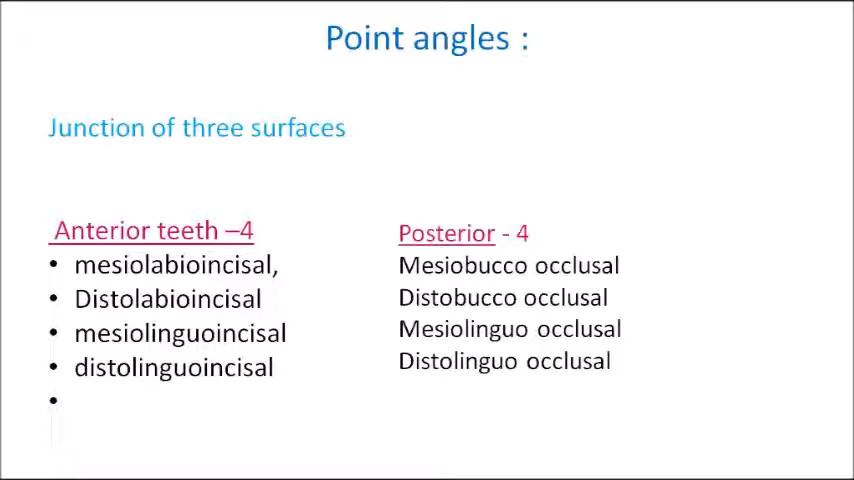 Point angles :
Junction of three surfaces
Anterior teeth –4
• mesiolabioincisal,
• Distolabioincisal
• mesiolinguoincisal
• distolinguoincisal
•
Posterior - 4
Mesiobucco occlusal
Distobucco occlusal
Mesiolinguo occlusal
Distolinguo occlusal